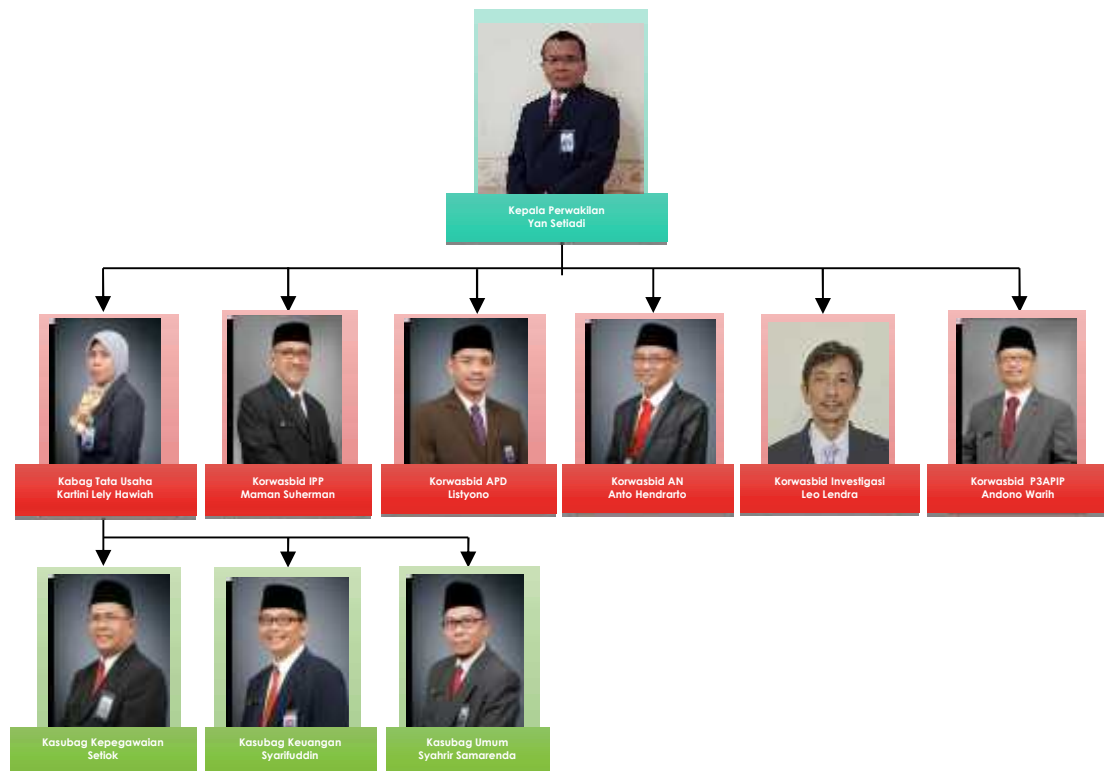 Kepala Perwakilan
Yan Setiadi
Kabag Tata Usaha
Kartini Lely Hawiah
Korwasbid IPP
Maman Suherman
Korwasbid APD
Listyono
Korwasbid AN
Anto Hendrarto
Korwasbid Investigasi
Leo Lendra
Korwasbid P3APIP
Andono Warih
Kasubag Kepegawaian
Setiok
Kasubag Keuangan
Syarifuddin
Kasubag Umum
Syahrir Samarenda